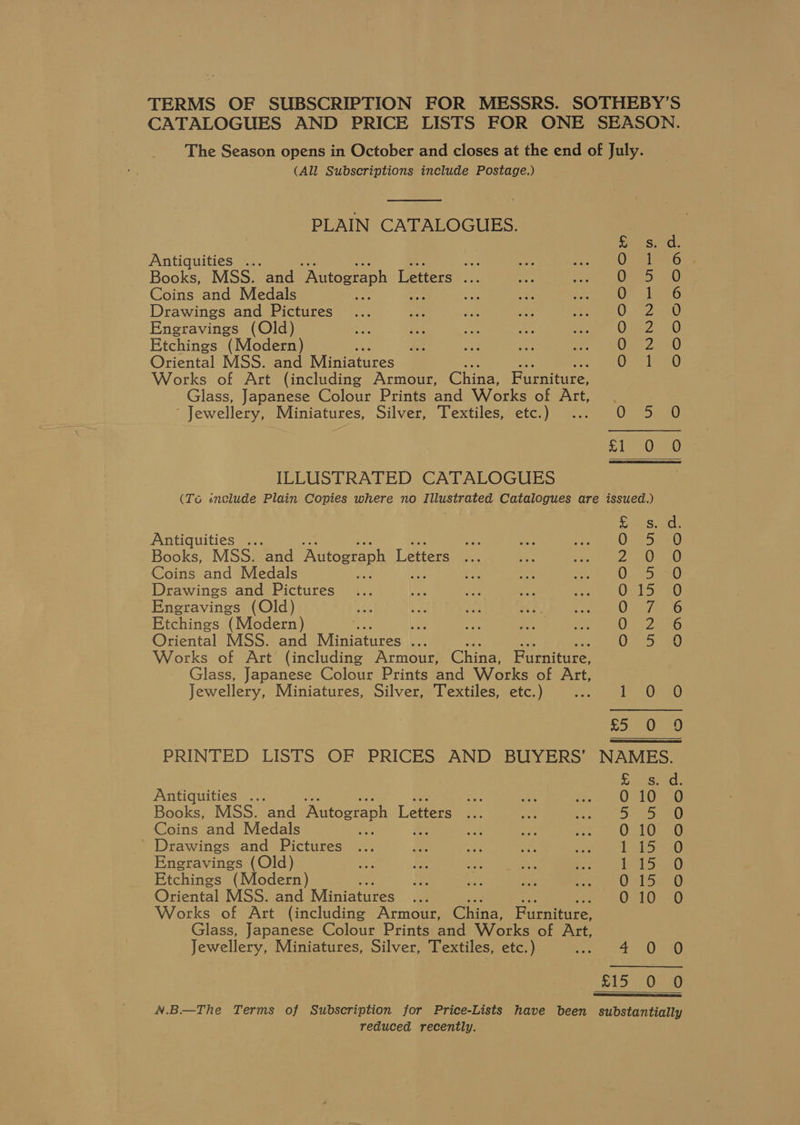 TERMS OF SUBSCRIPTION FOR MESSRS. SOTHEBY'S
CATALOGUES AND PRICE LISTS FOR ONE SEASON.
The Season opens in October and closes at the end of July.
(All Subscriptions include Postage.)
PLAIN CATALOGUES.
£ s. d.
Antiquities ... ... ... ... ... ... ... 0 1 6
Books, MSS. and Autograph Letters ... ... ... 0 5 0
Coins and Medals ... ... ... ... ... 0 1 6
Drawings and Pictures ... ... ... ... ... 0 2 0
Engravings (Old) ... ... ... ... ... 0 2 0
Etchings (Modern) ... ... ... ... ... 0 2 0
Oriental MSS. and Miniatures ... ... ... 0 1 0
Works of Art (including Armour, China, Furniture,
Glass, Japanese Colour Prints and Works of Art,
Jewellery, Miniatures, Silver, Textiles, etc.) ... 0 5 0
£1 0 0
ILLUSTRATED CATALOGUES
(To include Plain Copies where no Illustrated Catalogues are issued.)
£ s. d.
Antiquities ... ... ... ... ... ... ... 0 5 0
Books, MSS. and Autograph Letters ... ... ... 2 0 0
Coins and Medals ... ... ... ... ... 0 5 0
Drawings and Pictures ... ... ... ... ... 0 15 0
Engravings (Old) ... ... ... ... ... 0 7 6
Etchings (Modern) ... ... ... ... ... 0 2 6
Oriental MSS. and Miniatures ... ... ... ... 0 5 0
Works of Art (including Armour, China, Furniture,
Glass, Japanese Colour Prints and Works of Art,
Jewellery, Miniatures, Silver, Textiles, etc.) ... 1 0 0
£5 0 0
PRINTED LISTS OF PRICES AND BUYERS' NAMES.
£ s. d.
Antiquities ... ... ... ... ... ... ... 0 10 0
Books, MSS. and Autograph Letters ... ... ... 5 5 0
Coins and Medals ... ... ... ... ... 0 10 0
Drawings and Pictures ... ... ... ... ... 1 15 0
Engravings (Old) ... ... ... ... ... 1 15 0
Etchings (Modern) ... ... ... ... ... 0 15 0
Oriental MSS. and Miniatures ... ... ... ... 0 10 0
Works of Art (including Armour, China, Furniture,
Glass, Japanese Colour Prints and Works of Art,
Jewellery, Miniatures, Silver, Textiles, etc.) ... 4 0 0
£15 0 0
N.B.—The Terms of Subscription for Price-Lists have been substantially
reduced recently.